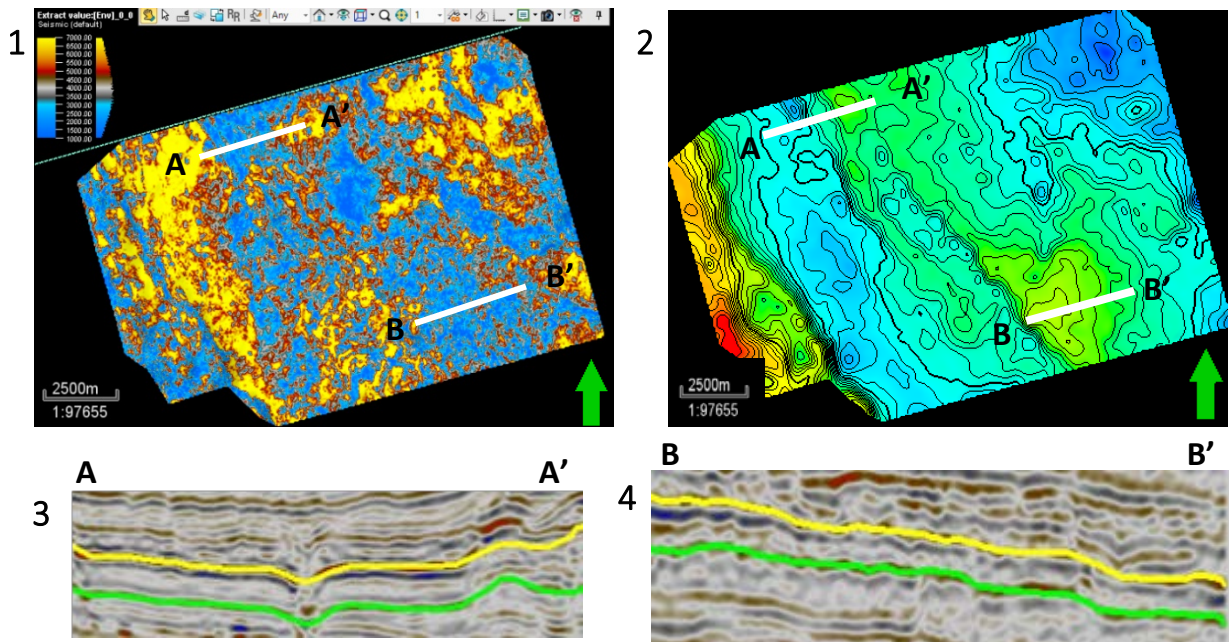 1
Extract value:[Env]_0_0
Seismic (default)
Any
1
7000.00
6500.00
6000.00
5500.00
5000.00
4500.00
4000.00
3500.00
3000.00
2500.00
2000.00
1500.00
1000.00
A
A’
B
B’
2500m
1:97655
2
A
A’
B
B’
2500m
1:97655
3
A
A’
4
B
B’